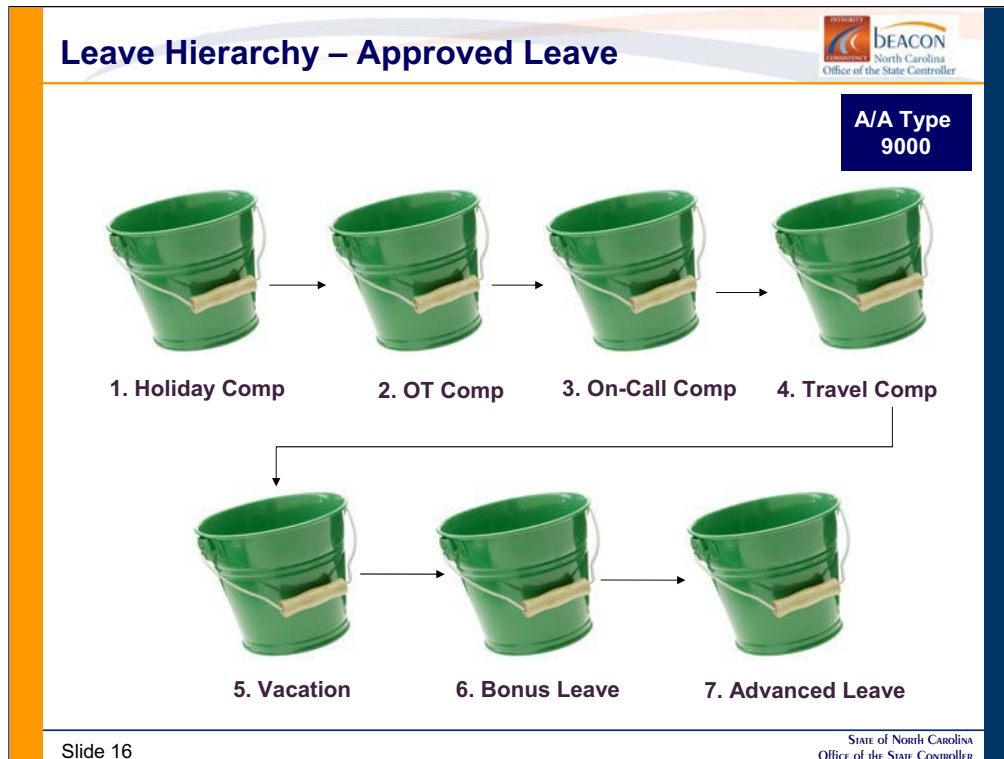 Leave Hierarchy – Approved Leave
INTEGRITY
BEACON
CONSISTENCY
North Carolina
Office of the State Controller
A/A Type
9000
1. Holiday Comp
2. OT Comp
3. On-Call Comp
4. Travel Comp
5. Vacation
6. Bonus Leave
7. Advanced Leave
Slide 16
State of North Carolina
Office of the State Controller